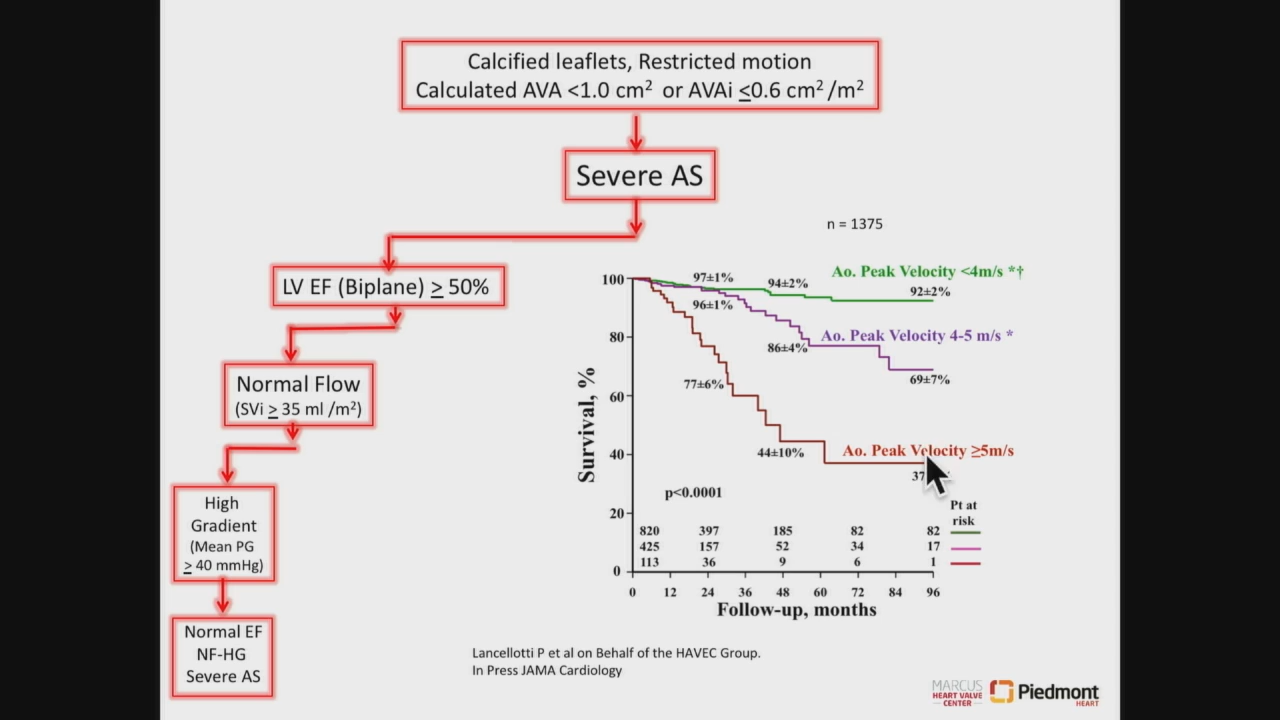 Calcified leaflets, Restricted motion
Calculated AVA <1.0 cm² or AVAi ≤0.6 cm²/m²
Severe AS
LV EF (Biplane) ≥ 50%
Normal Flow
(SVi ≥ 35 ml /m²)
High
Gradient
(Mean PG
≥ 40 mmHg)
Normal EF
NF-HG
Severe AS
n = 1375
Survival, %
100
80
60
40
20
0
97±1%
94±2%
Ao. Peak Velocity <4m/s *†
92±2%
96±1%
86±4%
Ao. Peak Velocity 4-5 m/s *
69±7%
77±6%
44±10%
Ao. Peak Velocity ≥5m/s
p<0.0001
Pt at
risk
820 397 185 82 82
425 157 52 34 17
113 36 9 6 1
0 12 24 36 48 60 72 84 96
Follow-up, months
Lancellotti P et al on Behalf of the HAVEC Group.
In Press JAMA Cardiology
MARCUS
HEART VALVE
CENTER
Piedmont
HEART